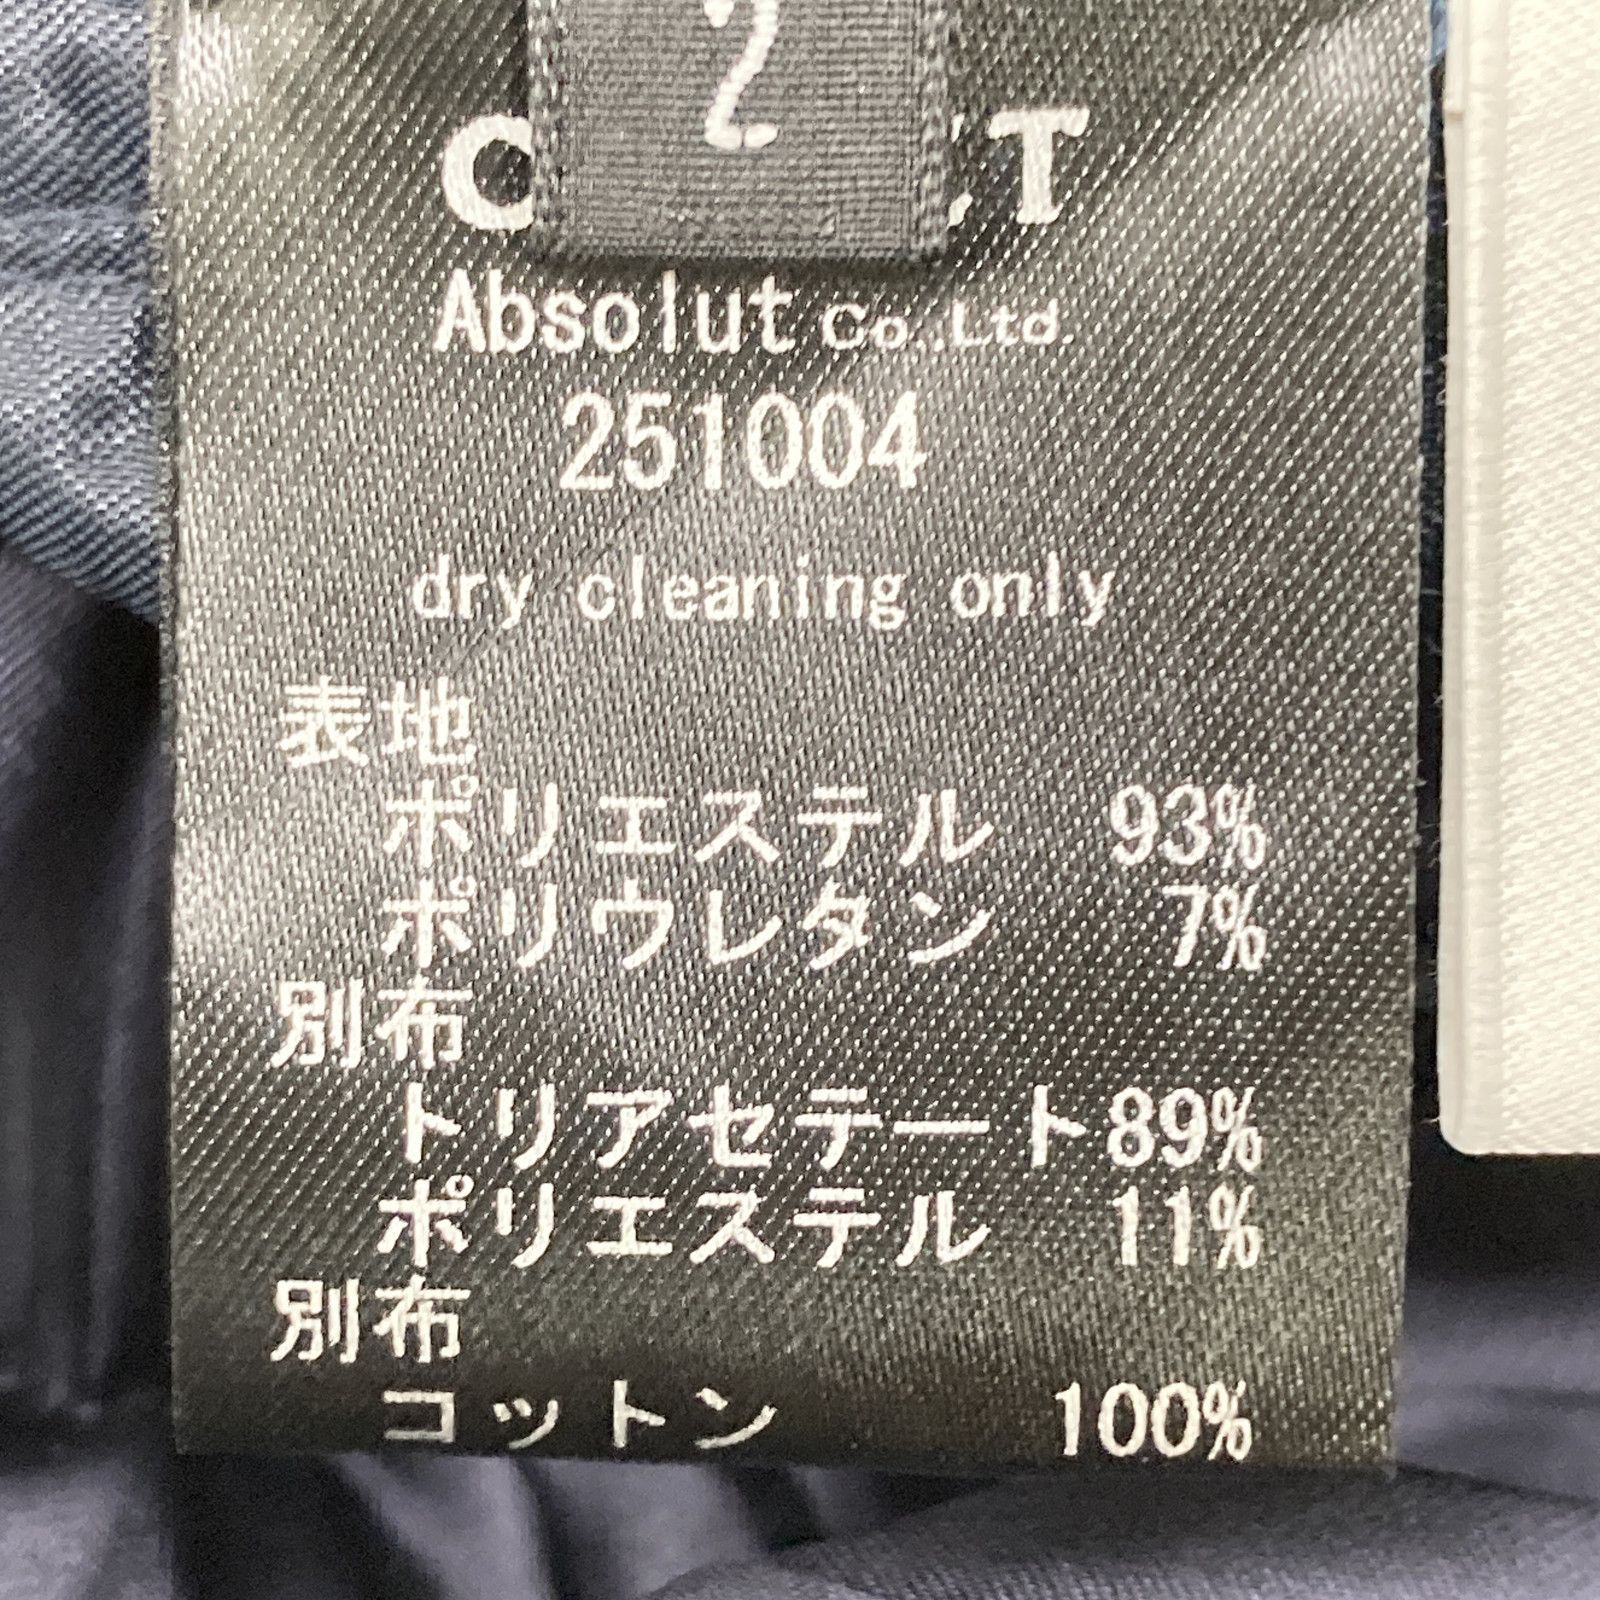 2
Absolut Co.,Ltd.
251004
dry cleaning only
表地
ポリエステル 93%
ポリウレタン 7%
別布
トリアセテート89%
ポリエステル 11%
別布
コットン 100%